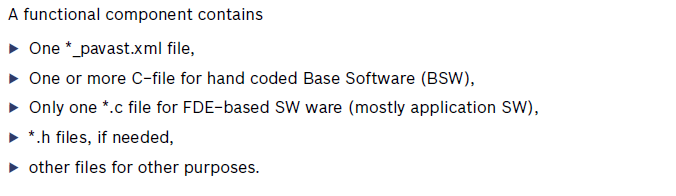 A functional component contains
▶ One *_pavast.xml file,
▶ One or more C-file for hand coded Base Software (BSW),
▶ Only one *.c file for FDE-based SW ware (mostly application SW),
▶ *.h files, if needed,
▶ other files for other purposes.